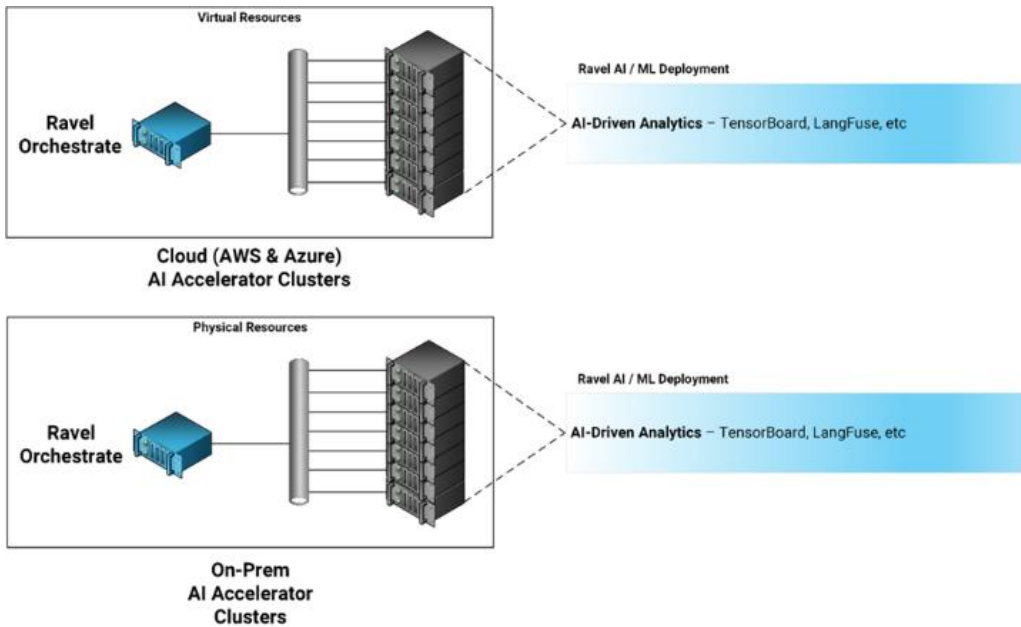 Virtual Resources
Ravel
Orchestrate
Ravel AI / ML Deployment
AI-Driven Analytics – TensorBoard, LangFuse, etc
Cloud (AWS & Azure)
AI Accelerator Clusters
Physical Resources
Ravel
Orchestrate
Ravel AI / ML Deployment
AI-Driven Analytics – TensorBoard, LangFuse, etc
On-Prem
AI Accelerator
Clusters